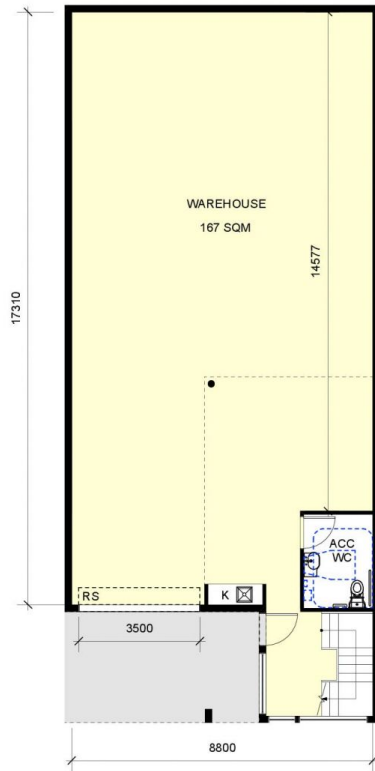 WAREHOUSE
167 SQM
14577
17310
ACC
WC
RS
K
3500
8800